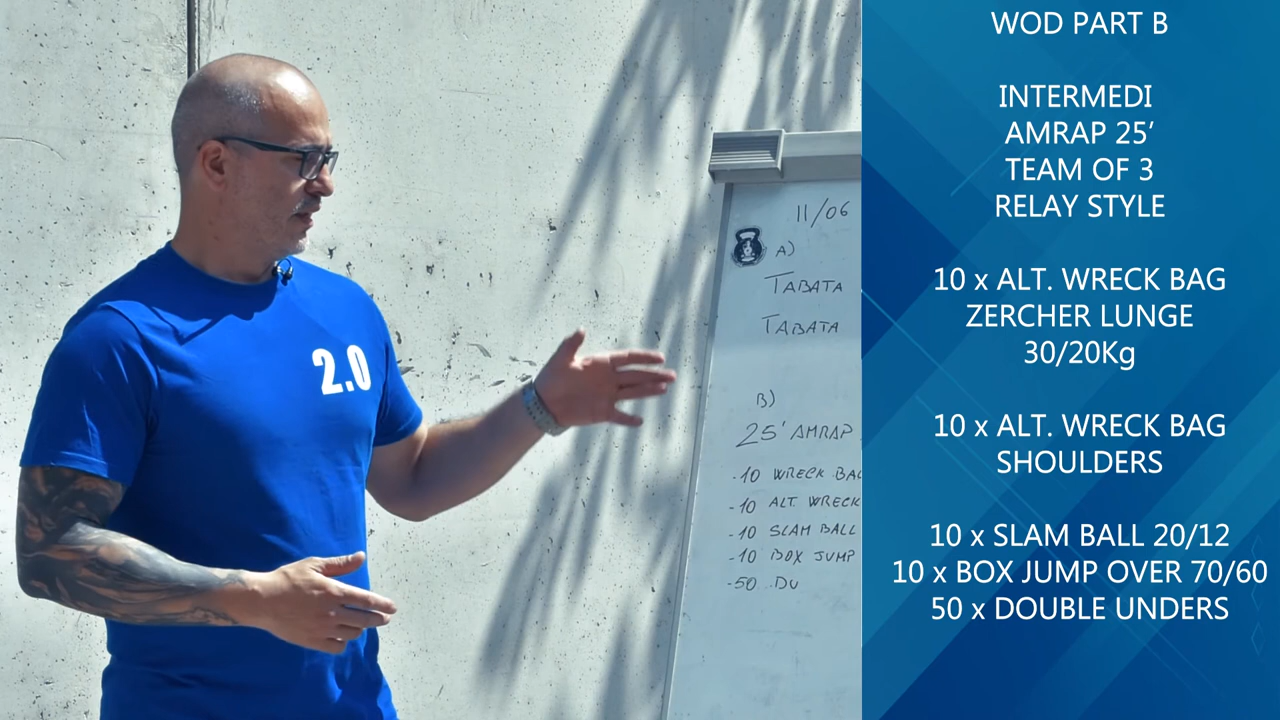 2.0
11/06
A)
TABATA
TABATA
B)
25' AMRAP
-10 WRECK BAG
-10 ALT. WRECK
-10 SLAM BALL
-10 BOX JUMP
-50 DU
WOD PART B
INTERMEDI
AMRAP 25’
TEAM OF 3
RELAY STYLE
10 x ALT. WRECK BAG
ZERCHER LUNGE
30/20Kg
10 x ALT. WRECK BAG
SHOULDERS
10 x SLAM BALL 20/12
10 x BOX JUMP OVER 70/60
50 x DOUBLE UNDERS